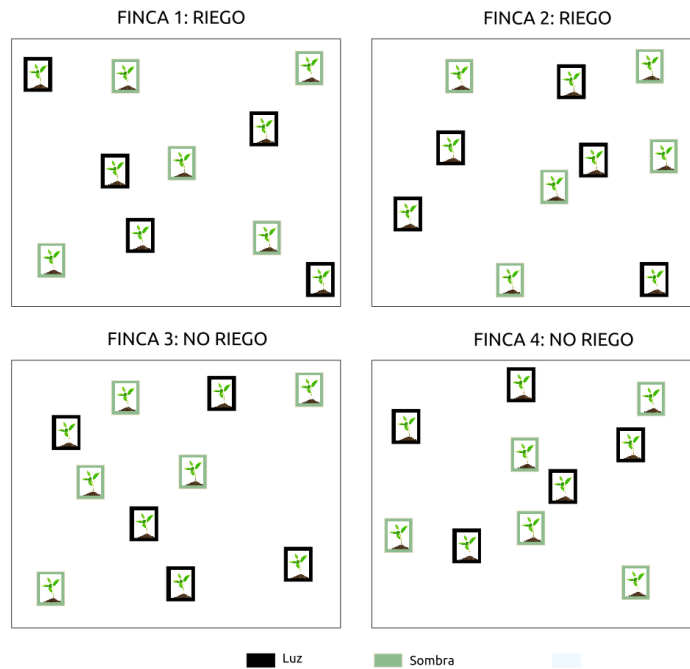 FINCA 1: RIEGO
FINCA 2: RIEGO
FINCA 3: NO RIEGO
FINCA 4: NO RIEGO
Luz
Sombra